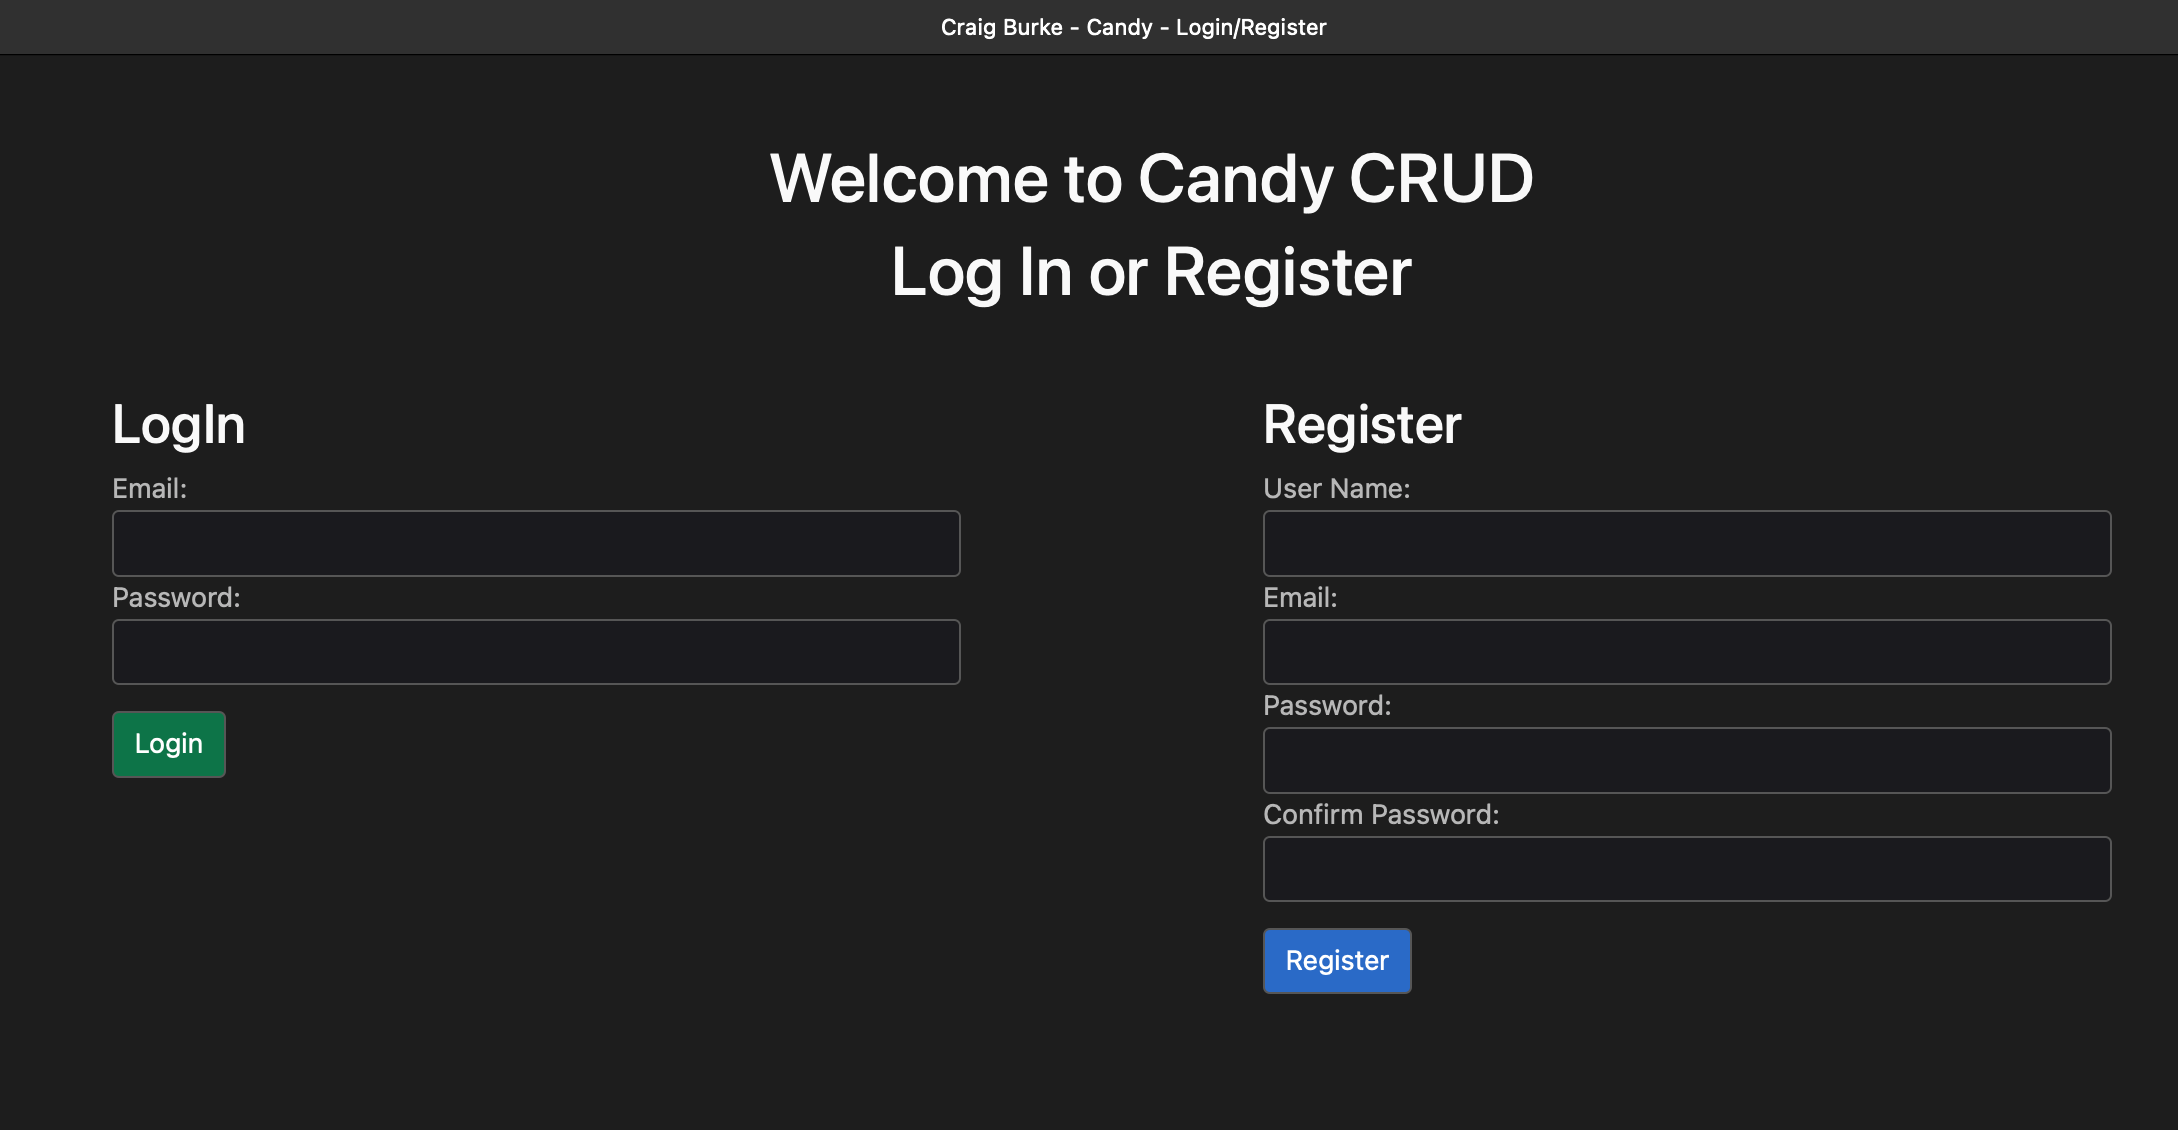 Craig Burke - Candy - Login/Register
Welcome to Candy CRUD
Log In or Register
LogIn
Email:
Password:
Login
Register
User Name:
Email:
Password:
Confirm Password:
Register